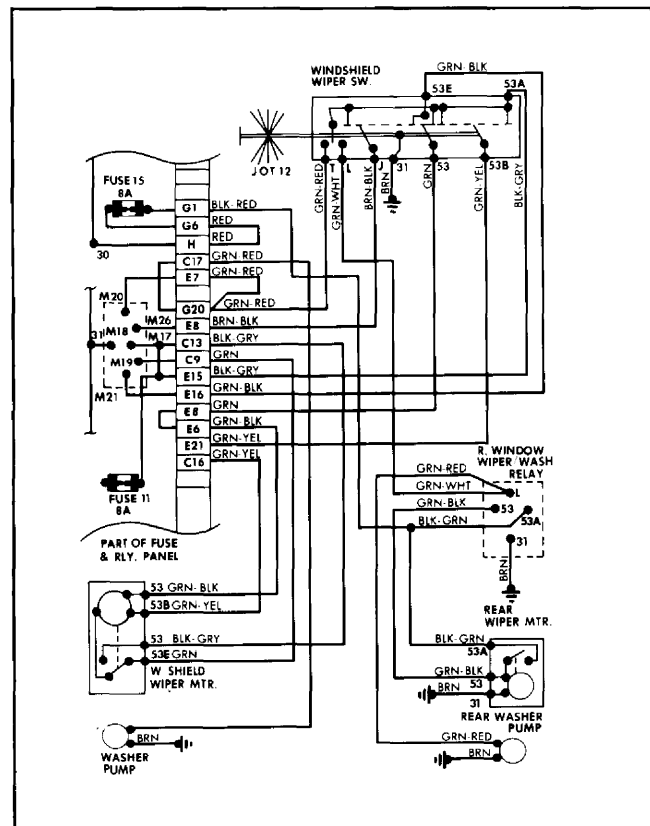 GRN-BLK
WINDSHIELD
WIPER SW.
53E
53A
JOT 12
T
L
J
31
53
53B
GRN-RED
GRN-WHT
BRN-BLK
BRN
GRN
GRN-YEL
BLK-GRY
FUSE 15
8A
30
G1 BLK-RED
G6 RED
H RED
C17 GRN-RED
E7 GRN-RED
G20 GRN-RED
E8 BRN-BLK
C13 BLK-GRY
C9 GRN
E15 BLK-GRY
E16 GRN-BLK
E8 GRN
E6 GRN-BLK
E21 GRN-YEL
C16 GRN-YEL
M20
M26
M18
M17
31
M19
M21
FUSE 11
8A
PART OF FUSE
& RLY. PANEL
R. WINDOW
WIPER/WASH
RELAY
GRN-RED
GRN-WHT
L
GRN-BLK
53
53A
BLK-GRN
31
BRN
53 GRN-BLK
53B GRN-YEL
53 BLK-GRY
53E GRN
W SHIELD
WIPER MTR.
BRN
WASHER
PUMP
REAR
WIPER MTR.
BLK-GRN
53A
GRN-BLK
53
BRN
31
REAR WASHER
PUMP
GRN-RED
BRN